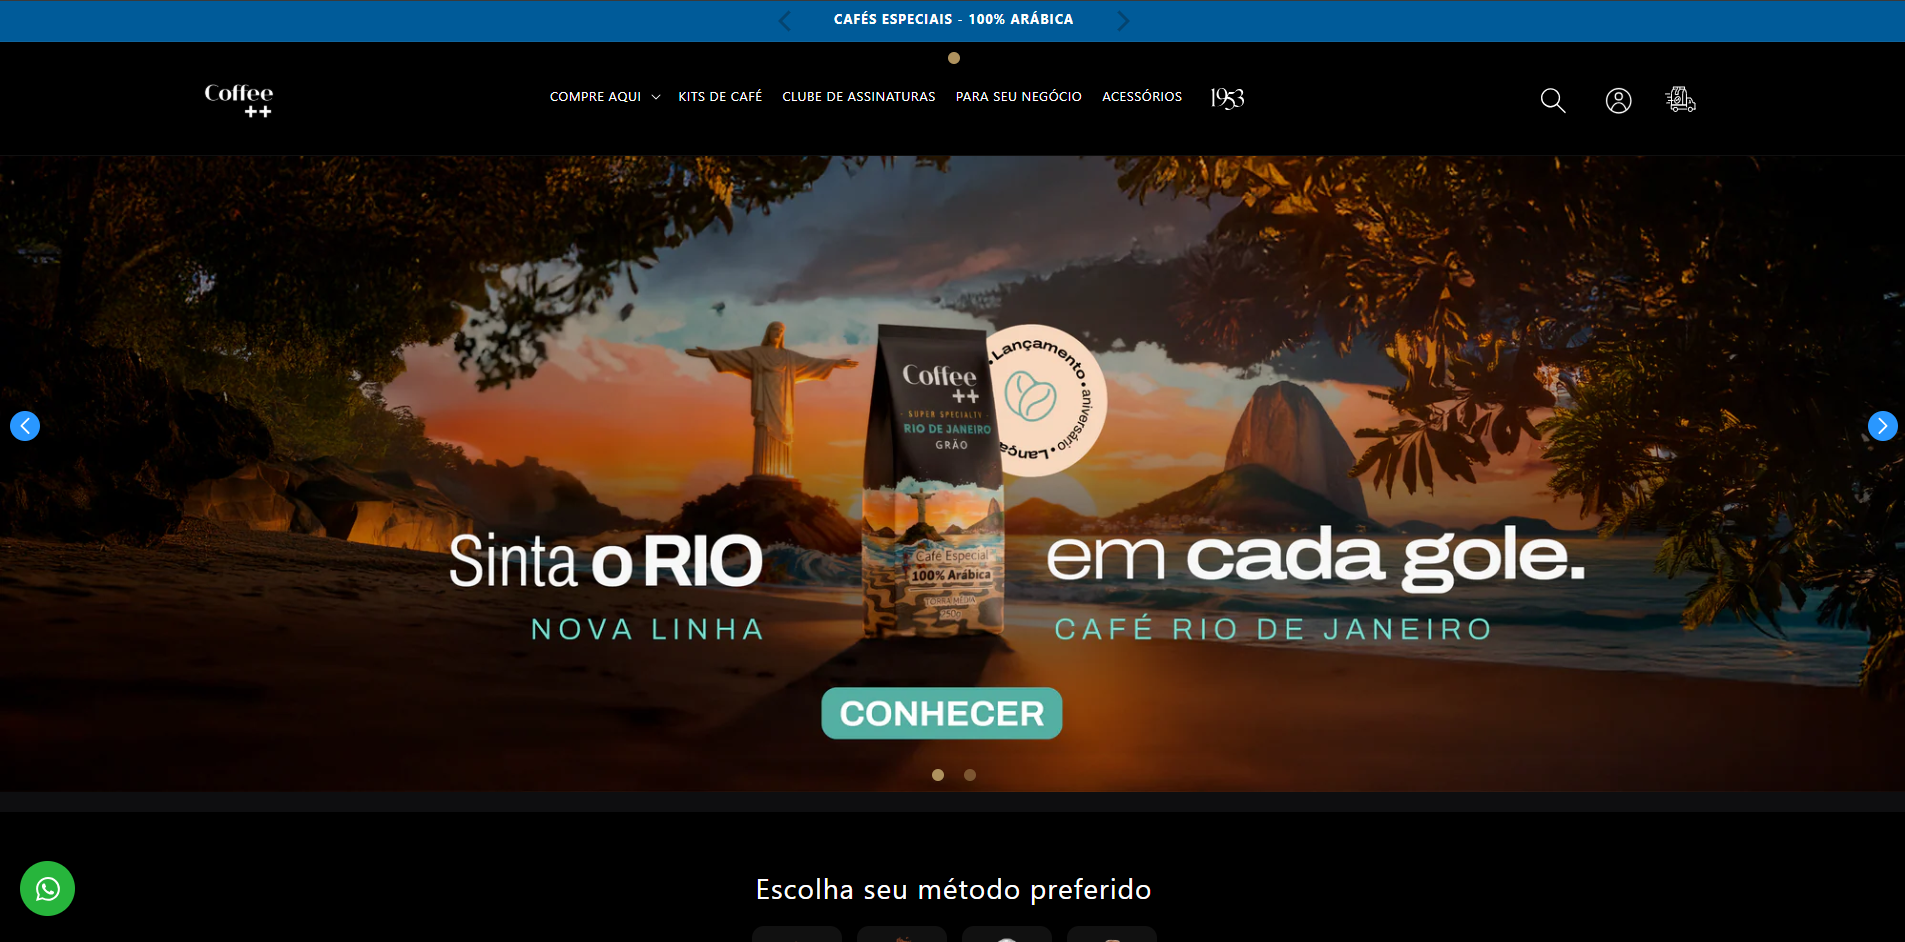 CAFÉS ESPECIAIS - 100% ARÁBICA
Coffee
++
COMPRE AQUI
KITS DE CAFÉ
CLUBE DE ASSINATURAS
PARA SEU NEGÓCIO
ACESSÓRIOS
1953
Coffee
++
SUPER SPECIALTY
RIO DE JANEIRO
GRÃO
• Lançamento • aniversário • Lança
Café Especial
100% Arábica
TORRA MÉDIA
250g
Sinta o RIO
em cada gole.
NOVA LINHA
CAFÉ RIO DE JANEIRO
CONHECER
Escolha seu método preferido